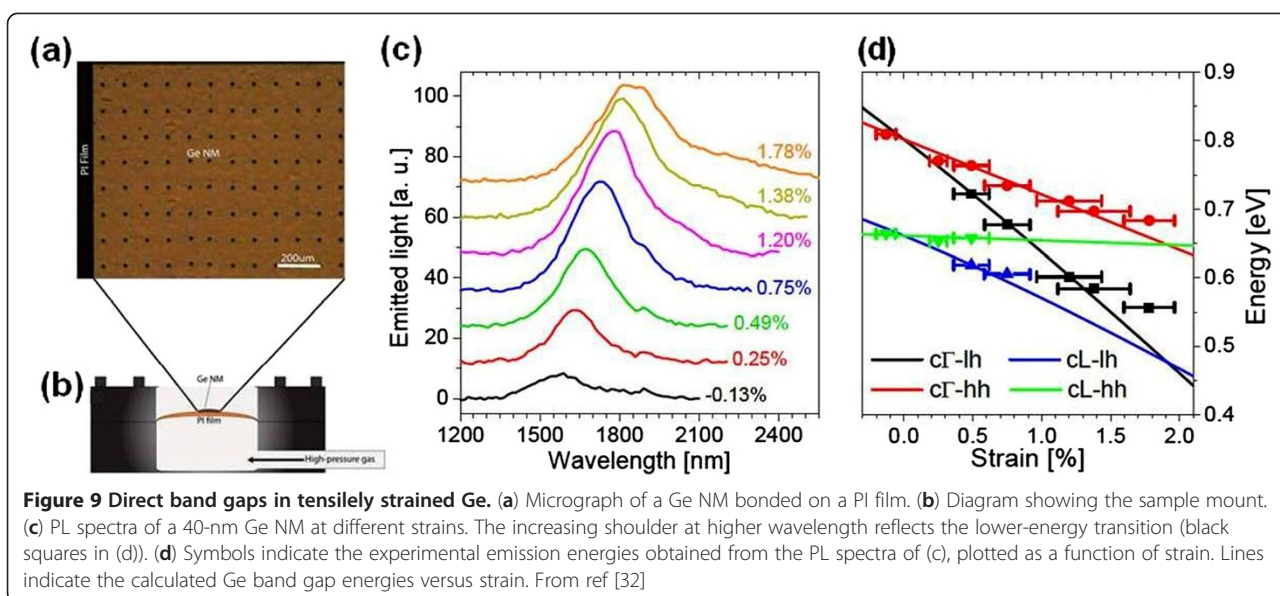 (a)
PI Film
Ge NM
200um
(b)
Ge NM
PI film
High-pressure gas
(c)
Emitted light [a. u.]
100
80
60
40
20
0
1.78%
1.38%
1.20%
0.75%
0.49%
0.25%
-0.13%
1200 1500 1800 2100 2400
Wavelength [nm]
(d)
0.9
0.8
0.7
0.6
0.5
0.4
Energy [eV]
cΓ-lh cL-lh
cΓ-hh cL-hh
0.0 0.5 1.0 1.5 2.0
Strain [%]
Figure 9 Direct band gaps in tensilely strained Ge. (a) Micrograph of a Ge NM bonded on a PI film. (b) Diagram showing the sample mount.
(c) PL spectra of a 40-nm Ge NM at different strains. The increasing shoulder at higher wavelength reflects the lower-energy transition (black
squares in (d)). (d) Symbols indicate the experimental emission energies obtained from the PL spectra of (c), plotted as a function of strain. Lines
indicate the calculated Ge band gap energies versus strain. From ref [32]